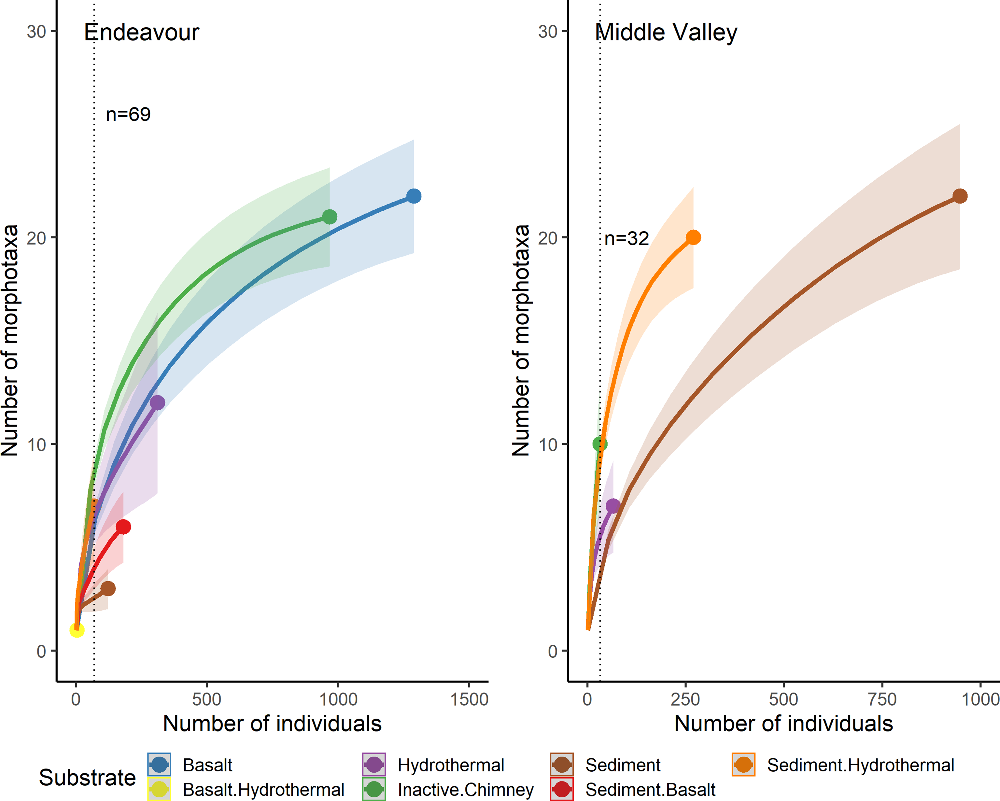 Endeavour
Middle Valley
30
20
10
0
n=69
Number of morphotaxa
0
500
1000
1500
Number of individuals
30
20
10
0
n=32
Number of morphotaxa
0
250
500
750
1000
Number of individuals
Substrate
Basalt
Hydrothermal
Sediment
Sediment.Hydrothermal
Basalt.Hydrothermal
Inactive.Chimney
Sediment.Basalt